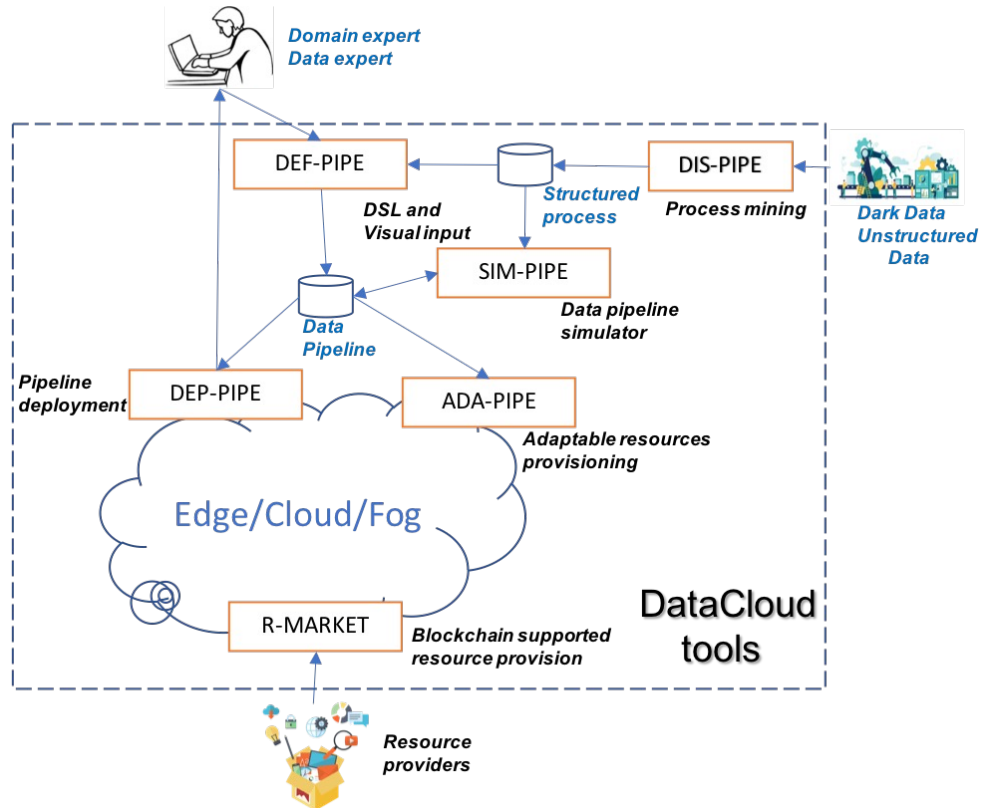 Domain expert
Data expert
DEF-PIPE
DIS-PIPE
DSL and
Visual input
Structured
process
Process mining
Dark Data
Unstructured
Data
SIM-PIPE
Data pipeline
simulator
Data
Pipeline
Pipeline
deployment
DEP-PIPE
ADA-PIPE
Adaptable resources
provisioning
Edge/Cloud/Fog
R-MARKET
Blockchain supported
resource provision
DataCloud
tools
Resource
providers